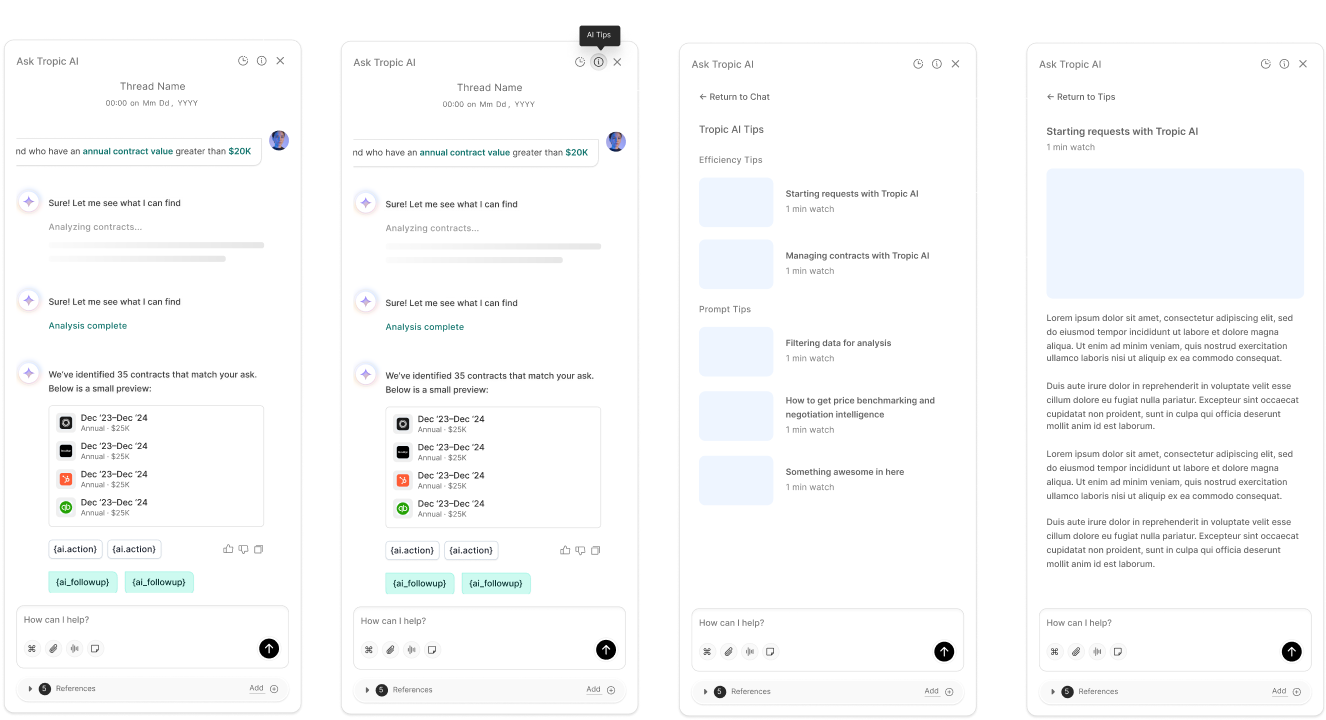 Ask Tropic AI
Thread Name
00:00 on Mm Dd, YYYY
nd who have an annual contract value greater than $20K
Sure! Let me see what I can find
Analyzing contracts...
Sure! Let me see what I can find
Analysis complete
We've identified 35 contracts that match your ask.
Below is a small preview:
Dec '23–Dec '24
Annual · $25K
Dec '23–Dec '24
Annual · $25K
Dec '23–Dec '24
Annual · $25K
Dec '23–Dec '24
Annual · $25K
{ai.action} {ai.action}
{ai_followup} {ai_followup}
How can I help?
5 References Add
AI Tips
Ask Tropic AI
Thread Name
00:00 on Mm Dd, YYYY
nd who have an annual contract value greater than $20K
Sure! Let me see what I can find
Analyzing contracts...
Sure! Let me see what I can find
Analysis complete
We've identified 35 contracts that match your ask.
Below is a small preview:
Dec '23–Dec '24
Annual · $25K
Dec '23–Dec '24
Annual · $25K
Dec '23–Dec '24
Annual · $25K
Dec '23–Dec '24
Annual · $25K
{ai.action} {ai.action}
{ai_followup} {ai_followup}
How can I help?
5 References Add
Ask Tropic AI
← Return to Chat
Tropic AI Tips
Efficiency Tips
Starting requests with Tropic AI
1 min watch
Managing contracts with Tropic AI
1 min watch
Prompt Tips
Filtering data for analysis
1 min watch
How to get price benchmarking and
negotiation intelligence
1 min watch
Something awesome in here
1 min watch
How can I help?
5 References Add
Ask Tropic AI
← Return to Tips
Starting requests with Tropic AI
1 min watch
Lorem ipsum dolor sit amet, consectetur adipiscing elit, sed
do eiusmod tempor incididunt ut labore et dolore magna
aliqua. Ut enim ad minim veniam, quis nostrud exercitation
ullamco laboris nisi ut aliquip ex ea commodo consequat.
Duis aute irure dolor in reprehenderit in voluptate velit esse
cillum dolore eu fugiat nulla pariatur. Excepteur sint occaecat
cupidatat non proident, sunt in culpa qui officia deserunt
mollit anim id est laborum.
Lorem ipsum dolor sit amet, consectetur adipiscing elit, sed
do eiusmod tempor incididunt ut labore et dolore magna
aliqua. Ut enim ad minim veniam, quis nostrud exercitation
ullamco laboris nisi ut aliquip ex ea commodo consequat.
Duis aute irure dolor in reprehenderit in voluptate velit esse
cillum dolore eu fugiat nulla pariatur. Excepteur sint occaecat
cupidatat non proident, sunt in culpa qui officia deserunt
mollit anim id est laborum.
How can I help?
5 References Add